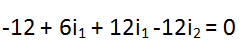 -12 + 6i₁ + 12i₁ -12i₂ = 0